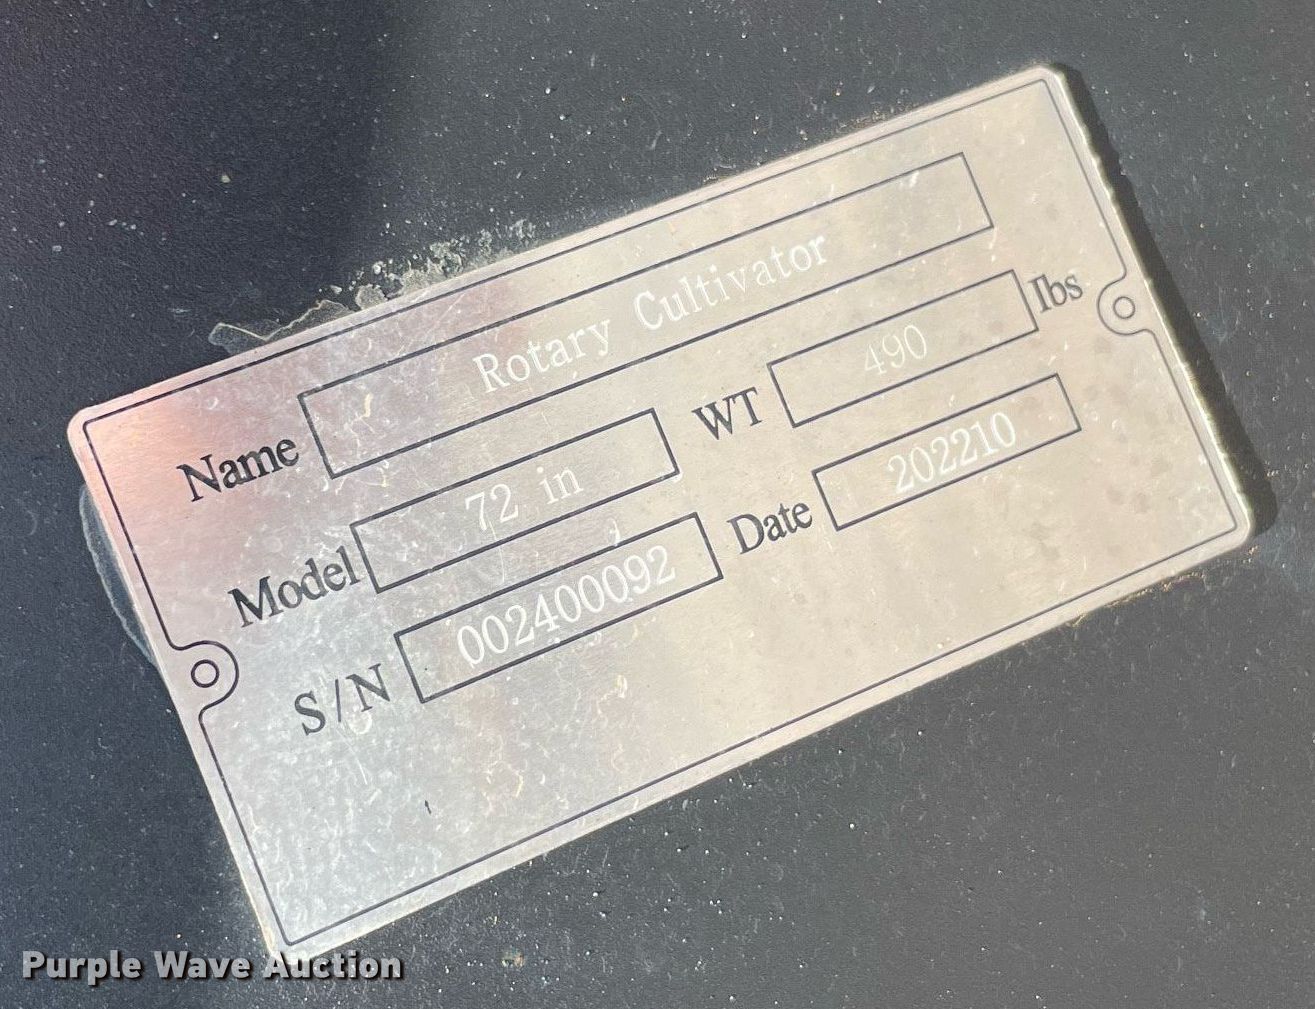 Name Rotary Cultivator
Model 72 in WT 490 lbs
S/N 002400092 Date 202210
Purple Wave Auction